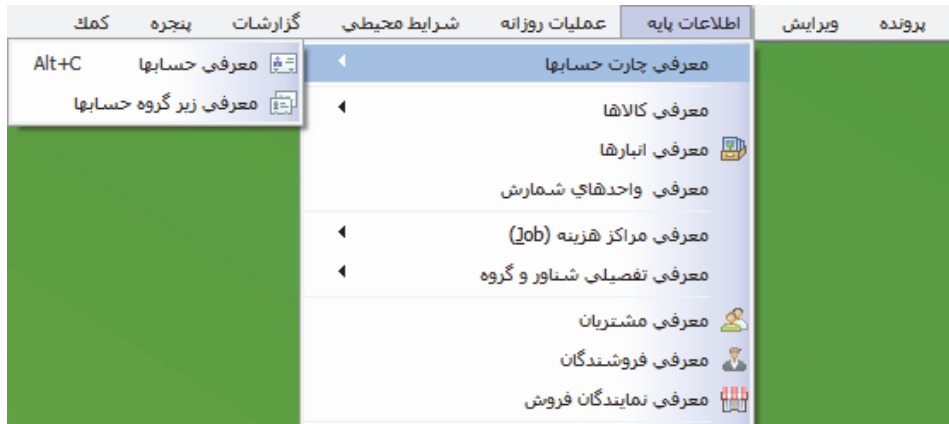 پرونده ویرایش اطلاعات پایه عملیات روزانه شرایط محیطی گزارشات پنجره کمک
معرفی چارت حسابها
معرفی حسابها Alt+C
معرفی زیر گروه حسابها
معرفی کالاها
معرفی انبارها
معرفی واحدهاي شمارش
معرفی مراکز هزینه (Job)
معرفی تفصیلی شناور و گروه
معرفی مشتریان
معرفی فروشندگان
معرفی نمایندگان فروش